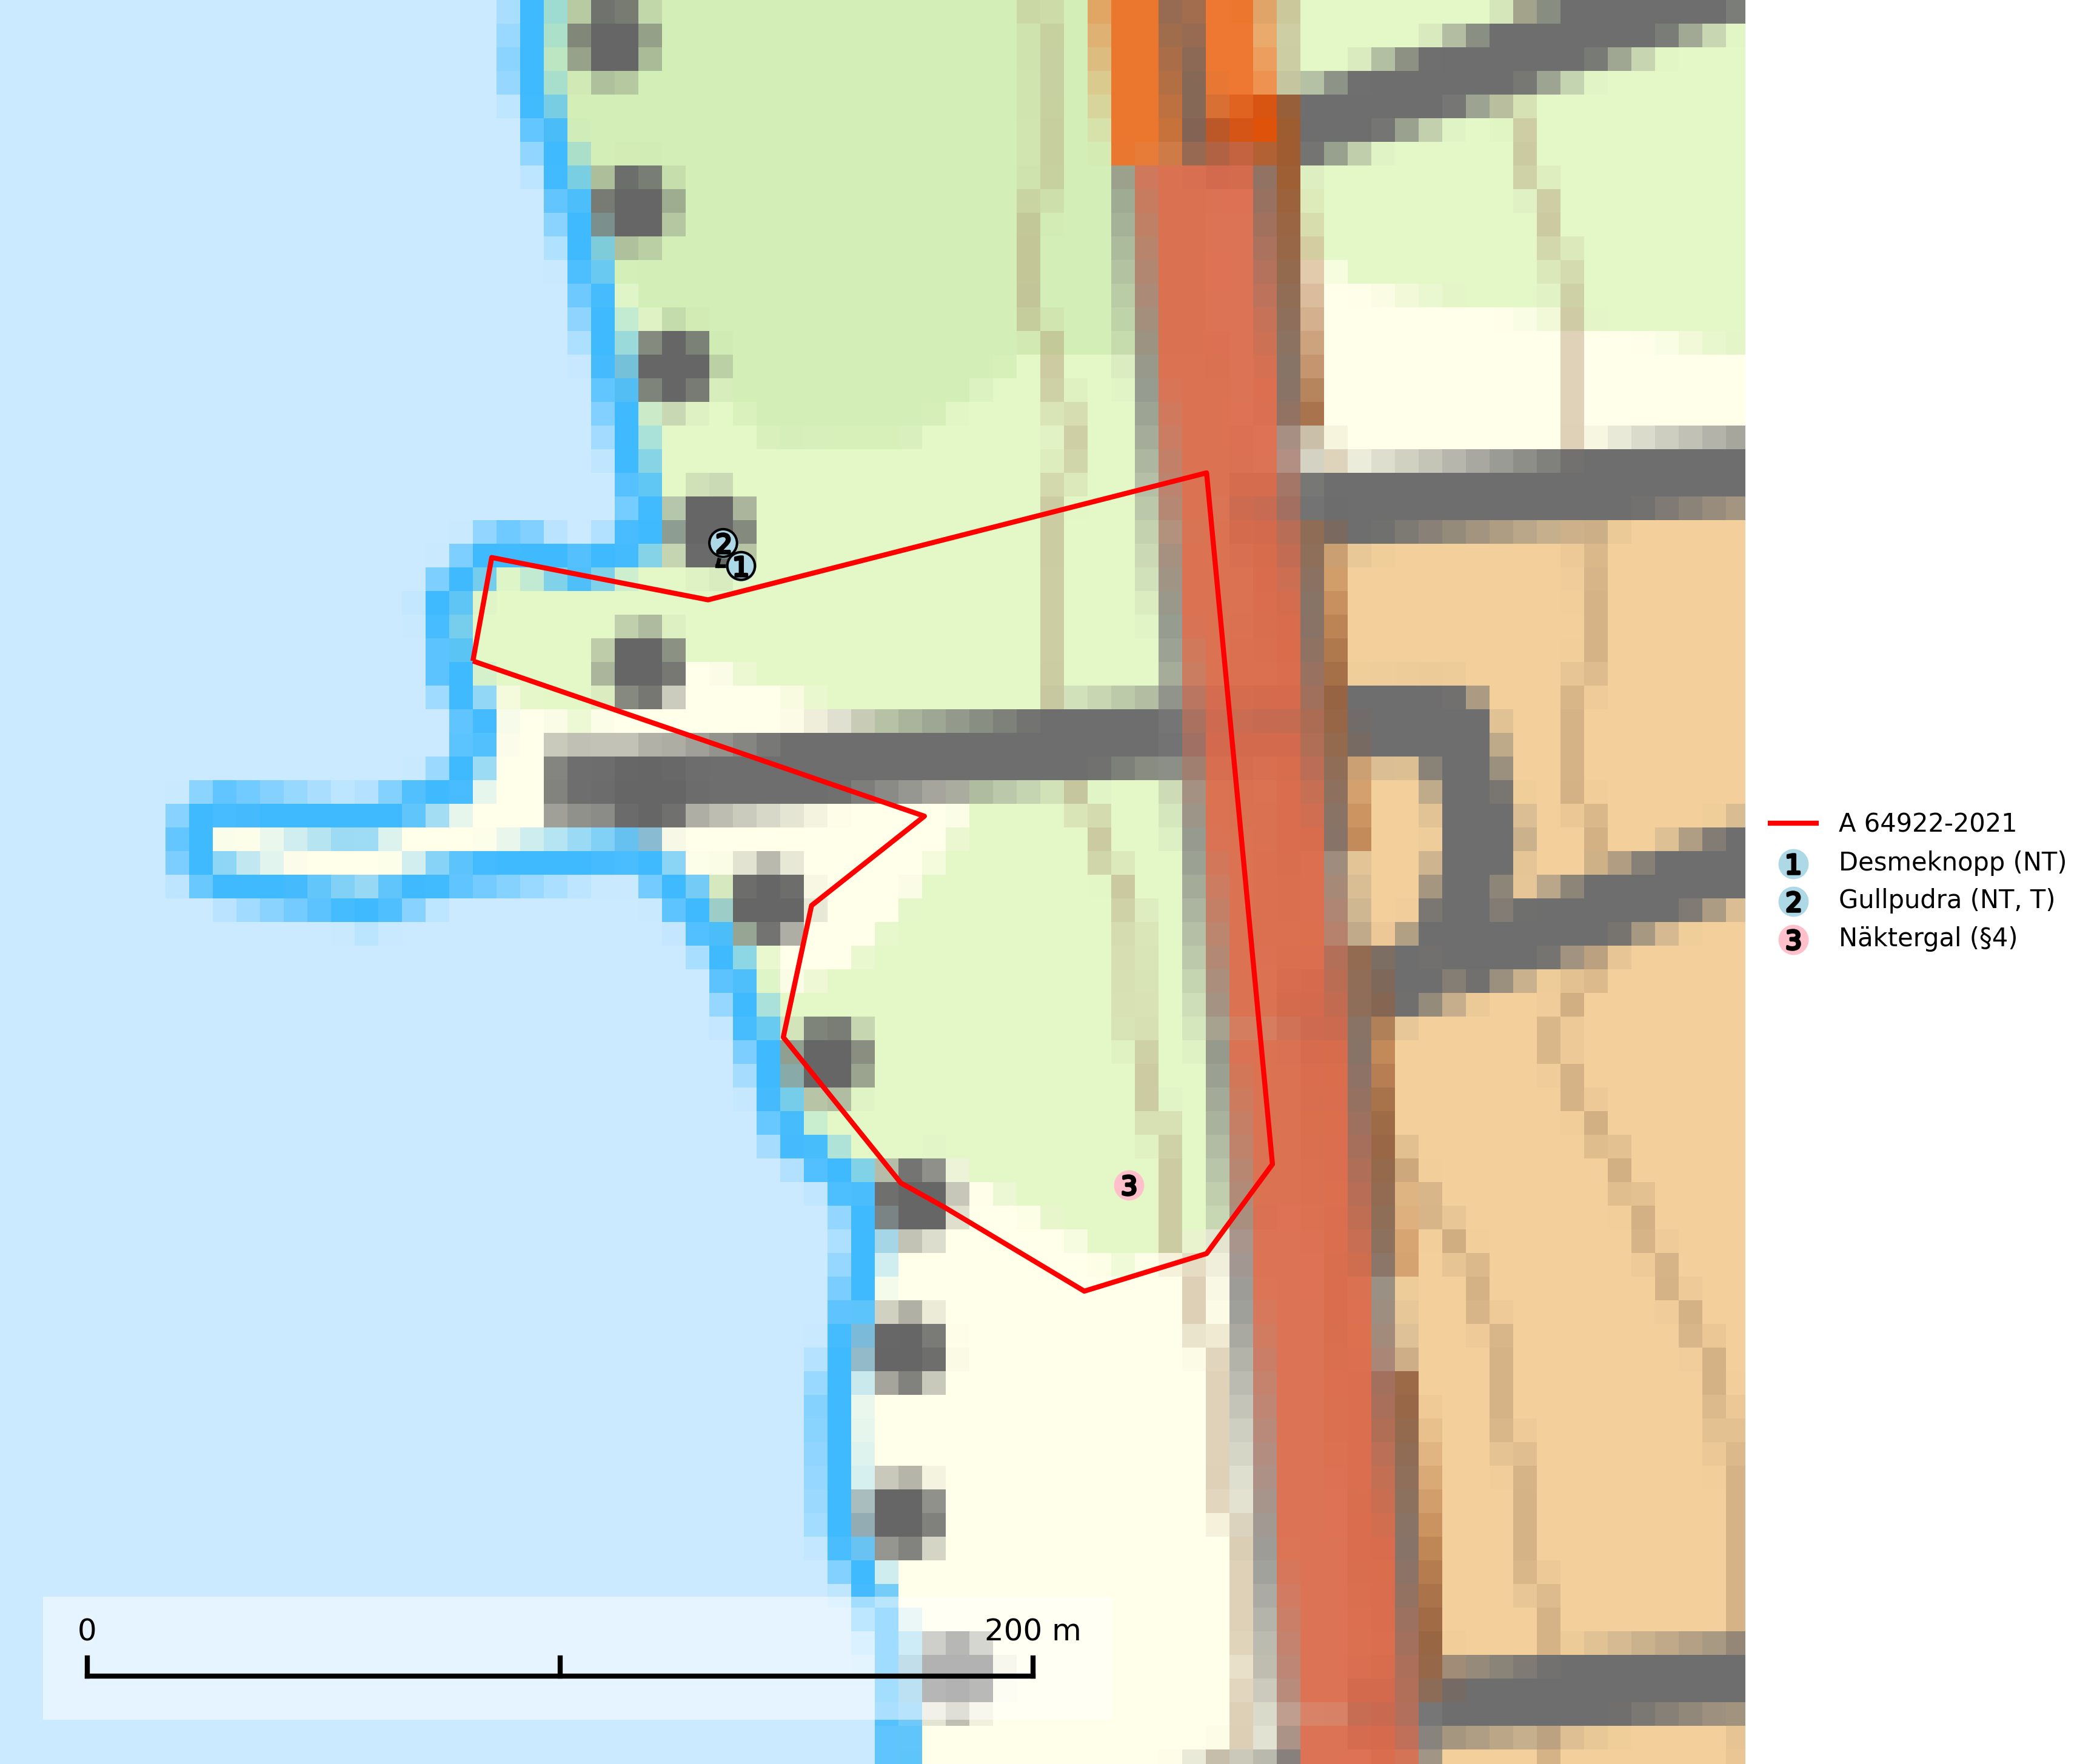 2
1
3
A 64922-2021
1 Desmeknopp (NT)
2 Gullpudra (NT, T)
3 Näktergal (§4)
0 200 m